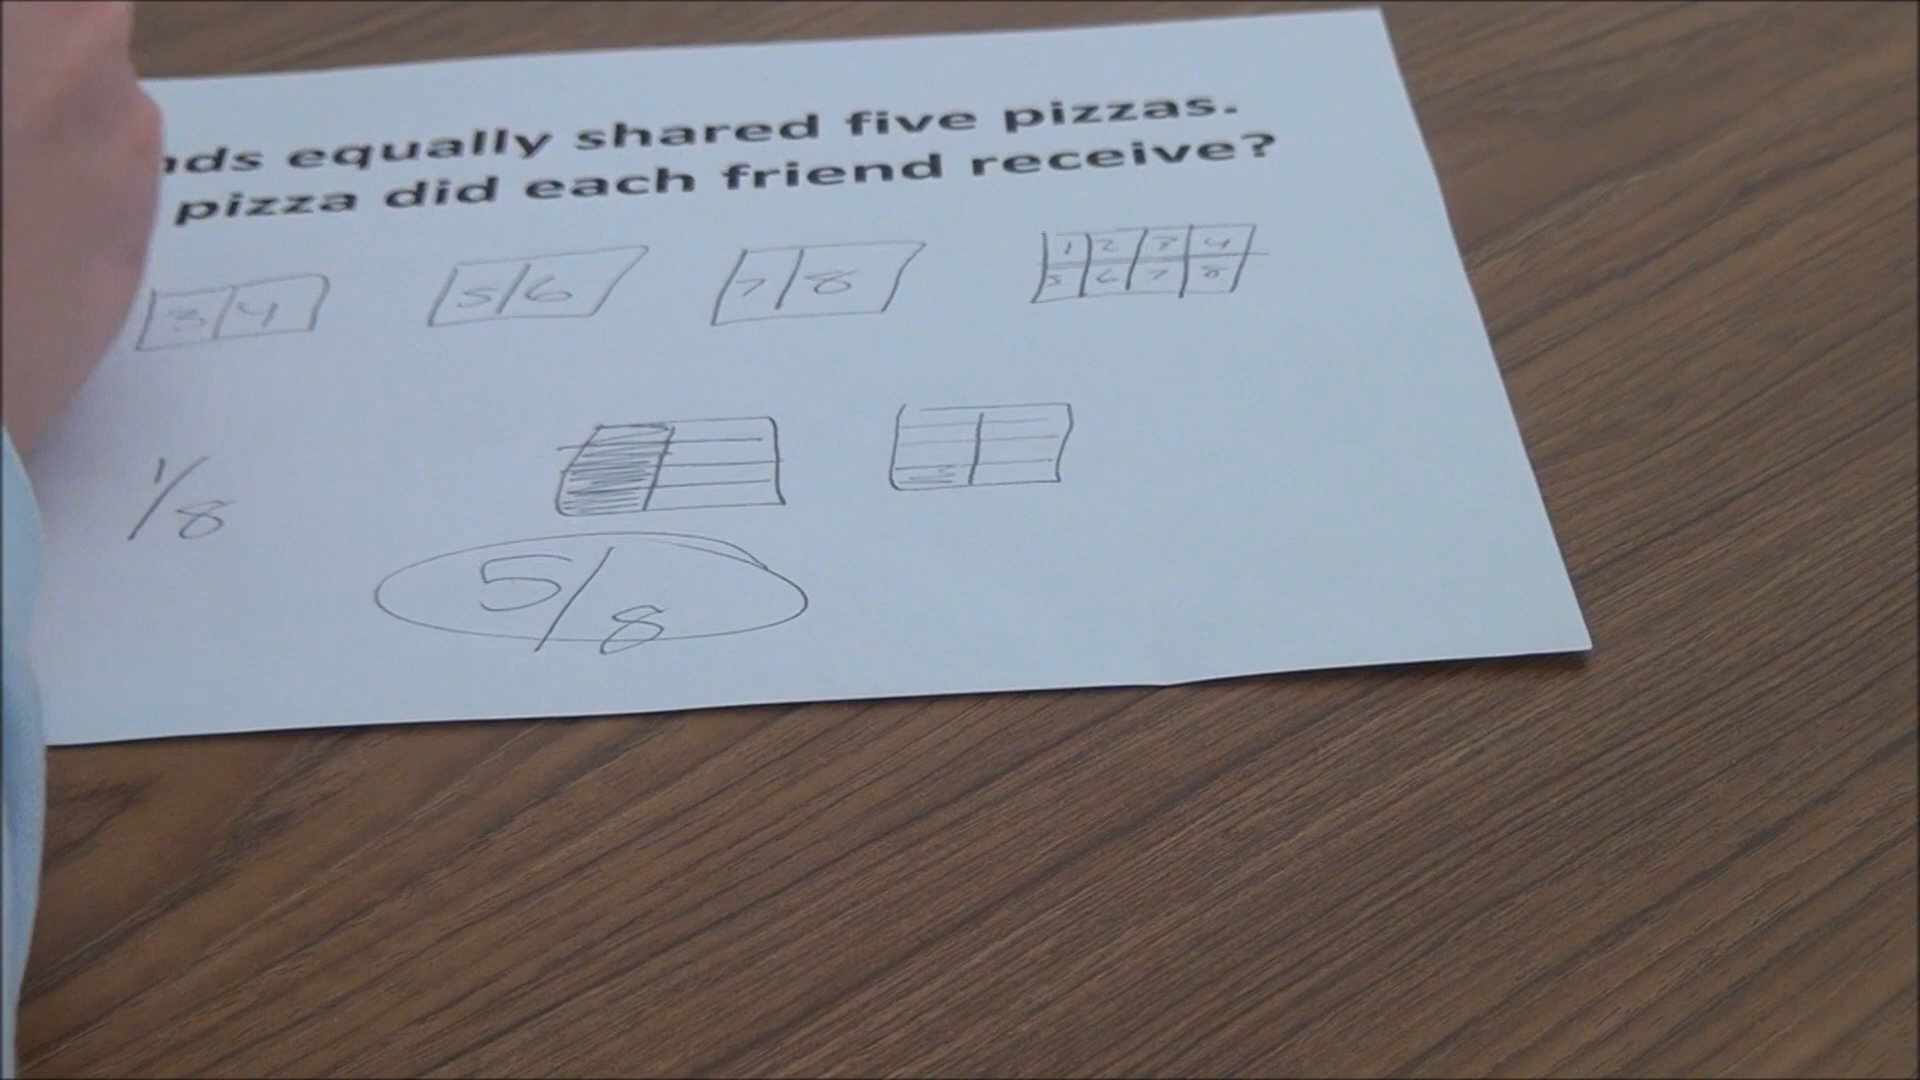 equally shared five pizzas.
pizza did each friend receive?
3 4 5 6 7 8 1 2 3 4
5 6 7 8
1/8
5/8